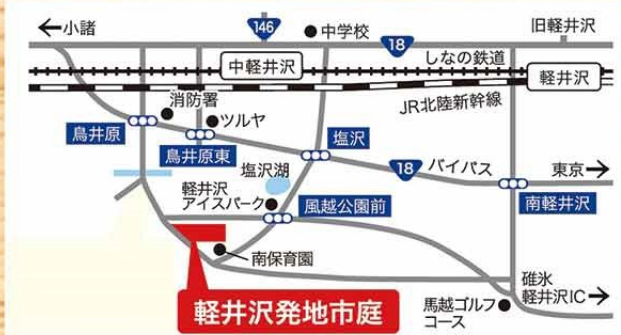 ←小諸
146
中学校
18
旧軽井沢
しなの鉄道
中軽井沢
軽井沢
JR北陸新幹線
消防署
ツルヤ
鳥井原
鳥井原東
塩沢
塩沢湖
18
バイパス
東京→
軽井沢
アイスパーク
風越公園前
南軽井沢
南保育園
碓氷
軽井沢IC→
軽井沢発地市庭
馬越ゴルフ
コース